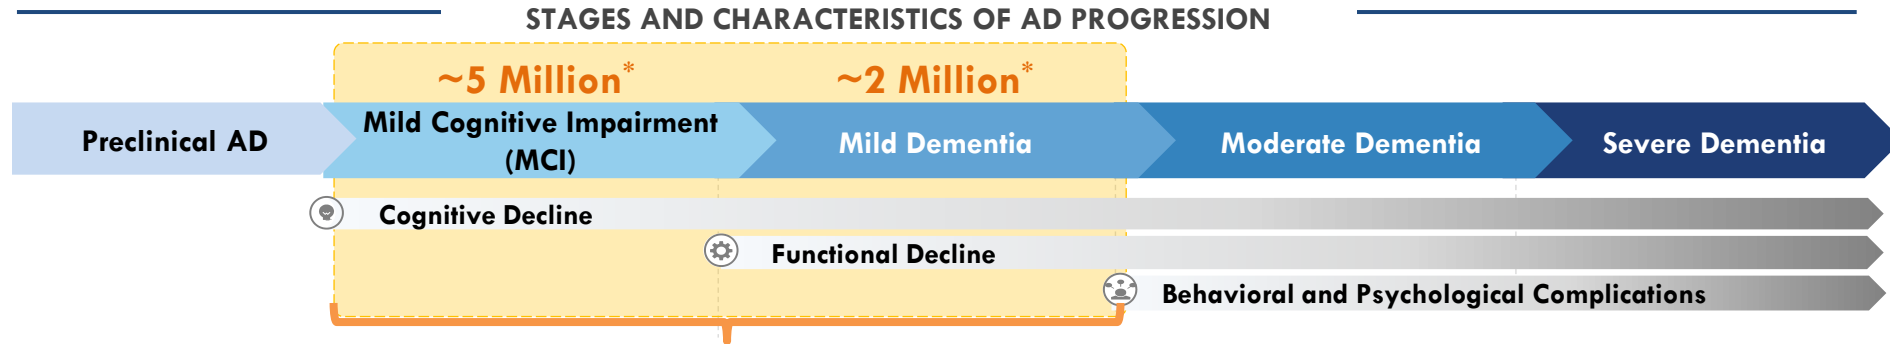 STAGES AND CHARACTERISTICS OF AD PROGRESSION
~5 Million*
~2 Million*
Preclinical AD
Mild Cognitive Impairment
(MCI)
Mild Dementia
Moderate Dementia
Severe Dementia
Cognitive Decline
Functional Decline
Behavioral and Psychological Complications